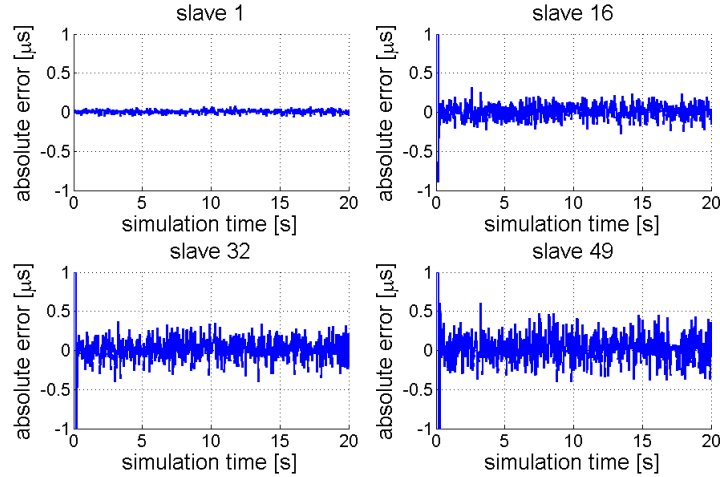 slave 1
absolute error [μs]
1
0.5
0
-0.5
-1
0 5 10 15 20
simulation time [s]
slave 16
absolute error [μs]
1
0.5
0
-0.5
-1
0 5 10 15 20
simulation time [s]
slave 32
absolute error [μs]
1
0.5
0
-0.5
-1
0 5 10 15 20
simulation time [s]
slave 49
absolute error [μs]
1
0.5
0
-0.5
-1
0 5 10 15 20
simulation time [s]